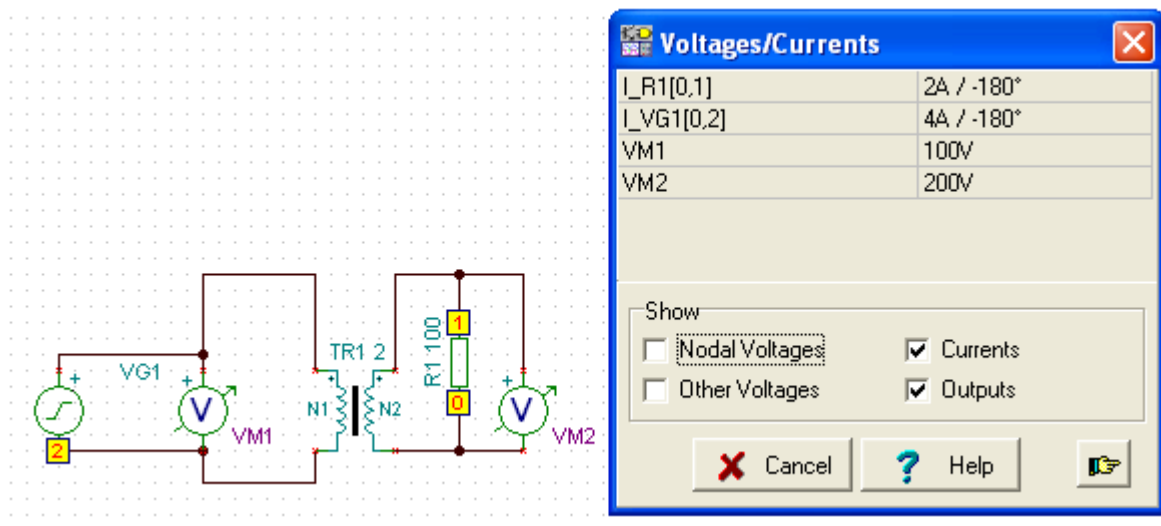 Voltages/Currents
I_R1[0,1] 2A / -180°
I_VG1[0,2] 4A / -180°
VM1 100V
VM2 200V
Show
Nodal Voltages Currents
Other Voltages Outputs
Cancel Help
VG1
+
+
V
VM1
2
TR1 2
N1 N2
R1 100
1
0
+
V
VM2